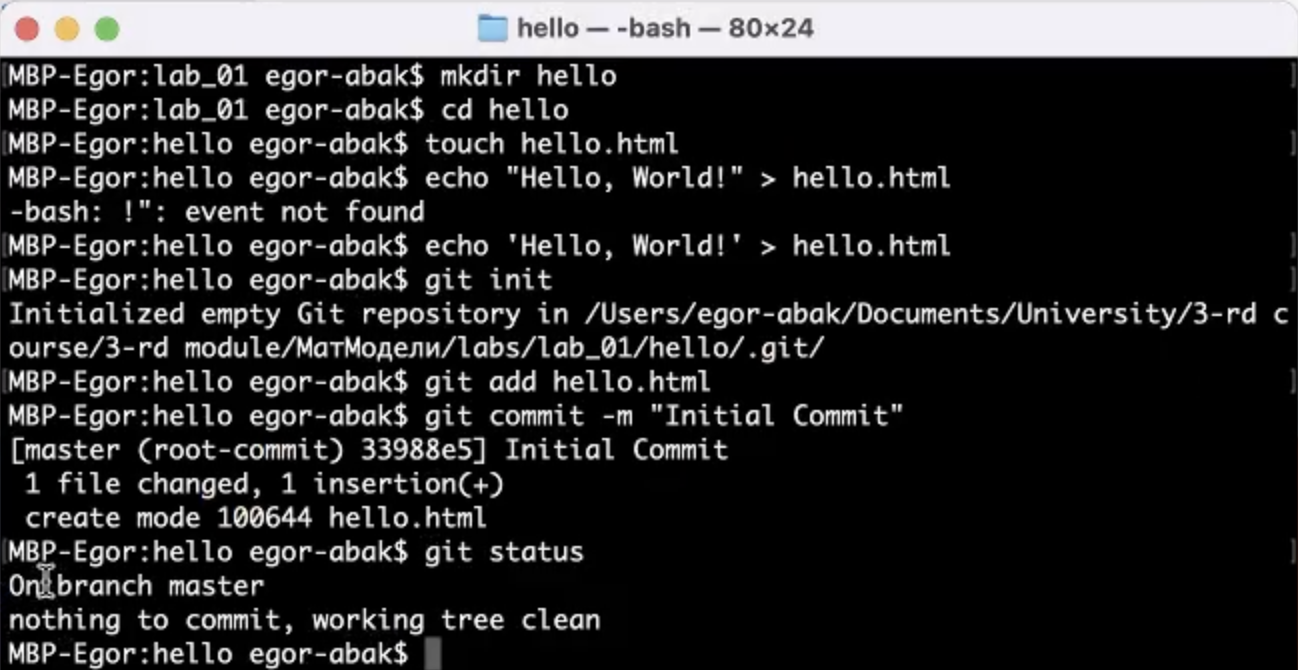 hello — -bash — 80×24
MBP-Egor:lab_01 egor-abak$ mkdir hello
MBP-Egor:lab_01 egor-abak$ cd hello
MBP-Egor:hello egor-abak$ touch hello.html
MBP-Egor:hello egor-abak$ echo "Hello, World!" > hello.html
-bash: !": event not found
MBP-Egor:hello egor-abak$ echo 'Hello, World!' > hello.html
MBP-Egor:hello egor-abak$ git init
Initialized empty Git repository in /Users/egor-abak/Documents/University/3-rd c
ourse/3-rd module/МатМодели/labs/lab_01/hello/.git/
MBP-Egor:hello egor-abak$ git add hello.html
MBP-Egor:hello egor-abak$ git commit -m "Initial Commit"
[master (root-commit) 33988e5] Initial Commit
 1 file changed, 1 insertion(+)
 create mode 100644 hello.html
MBP-Egor:hello egor-abak$ git status
On branch master
nothing to commit, working tree clean
MBP-Egor:hello egor-abak$